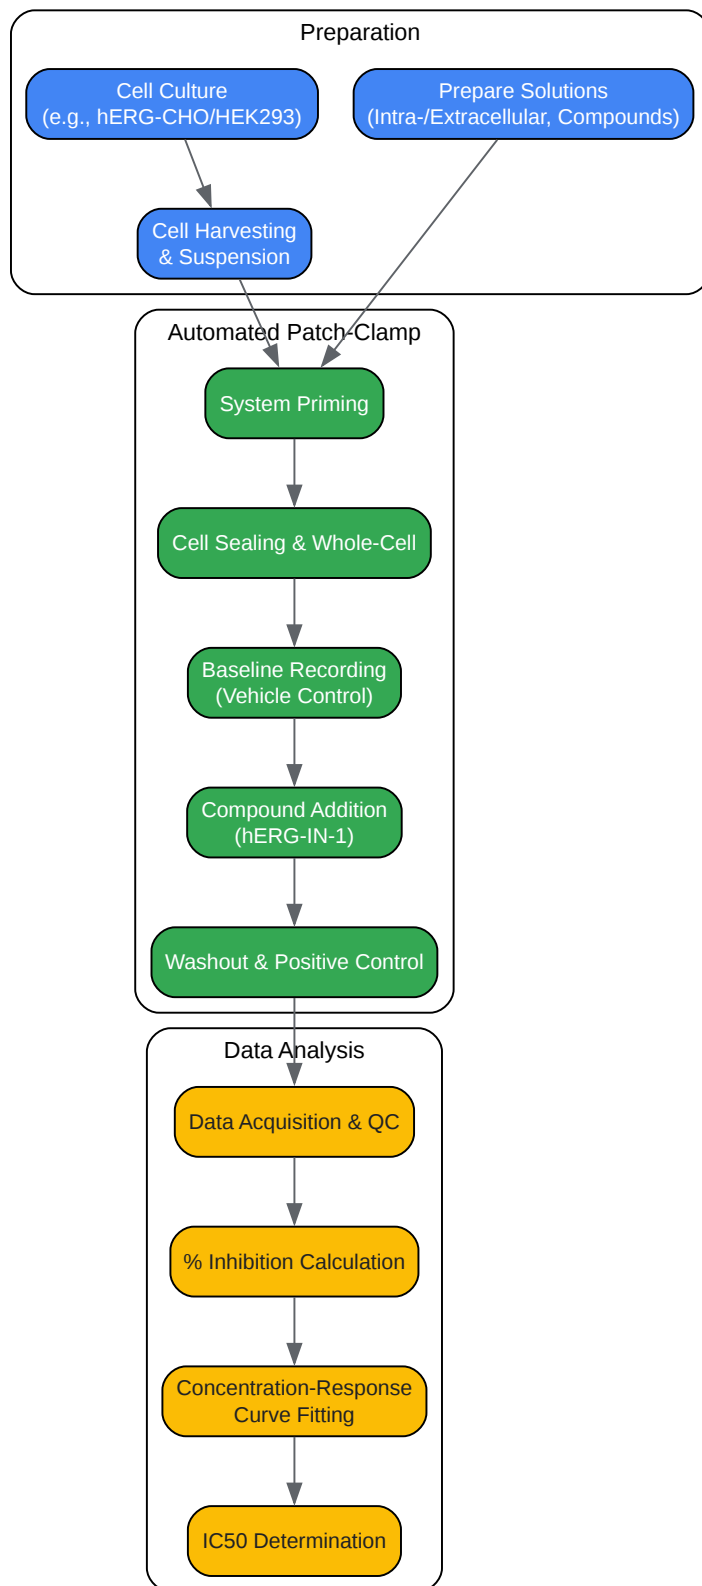 Preparation
Cell Culture
(e.g., hERG-CHO/HEK293)
Prepare Solutions
(Intra-/Extracellular, Compounds)
Cell Harvesting
& Suspension
Automated Patch-Clamp
System Priming
Cell Sealing & Whole-Cell
Baseline Recording
(Vehicle Control)
Compound Addition
(hERG-IN-1)
Washout & Positive Control
Data Analysis
Data Acquisition & QC
% Inhibition Calculation
Concentration-Response
Curve Fitting
IC50 Determination